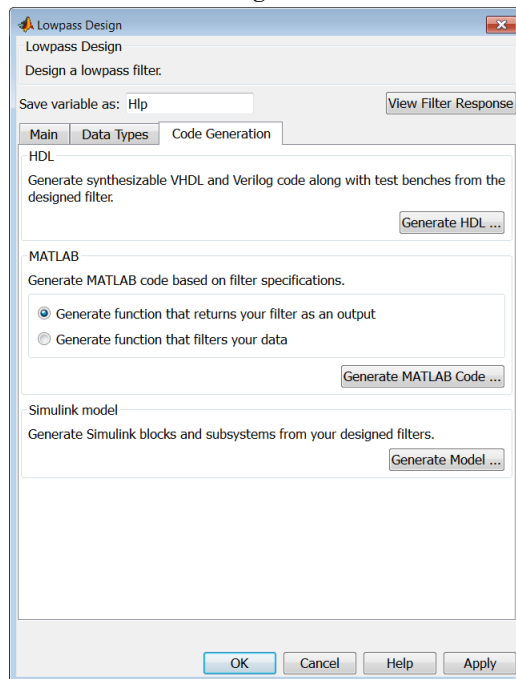 Lowpass Design
Lowpass Design
Design a lowpass filter.
Save variable as: Hlp View Filter Response
Main Data Types Code Generation
HDL
Generate synthesizable VHDL and Verilog code along with test benches from the
designed filter.
Generate HDL ...
MATLAB
Generate MATLAB code based on filter specifications.
Generate function that returns your filter as an output
Generate function that filters your data
Generate MATLAB Code ...
Simulink model
Generate Simulink blocks and subsystems from your designed filters.
Generate Model ...
OK Cancel Help Apply